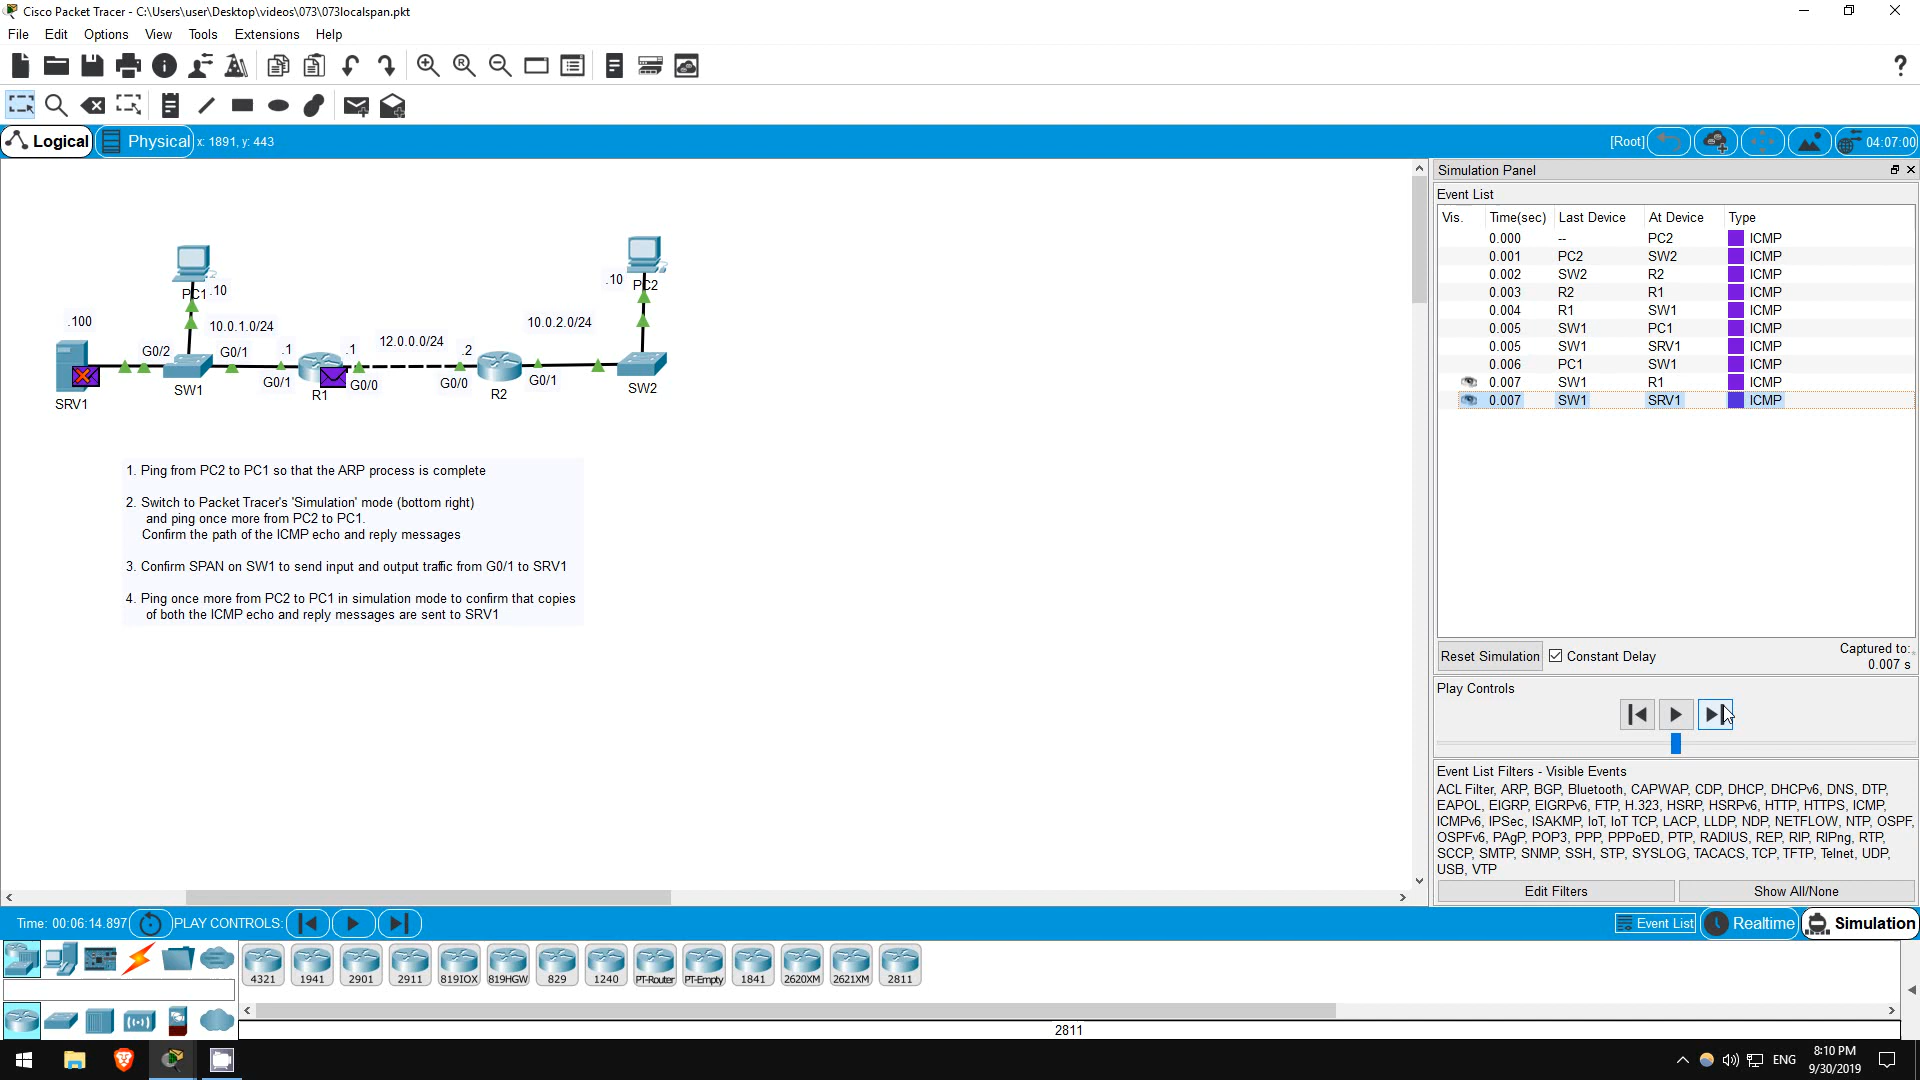 Cisco Packet Tracer - C:\Users\user\Desktop\videos\073\073localspan.pkt
File Edit Options View Tools Extensions Help
Logical Physical x: 1891, y: 443 [Root] 04:07:00
Simulation Panel
Event List
Vis. Time(sec) Last Device At Device Type
0.000 -- PC2 ICMP
0.001 PC2 SW2 ICMP
0.002 SW2 R2 ICMP
0.003 R2 R1 ICMP
0.004 R1 SW1 ICMP
0.005 SW1 PC1 ICMP
0.005 SW1 SRV1 ICMP
0.006 PC1 SW1 ICMP
0.007 SW1 R1 ICMP
0.007 SW1 SRV1 ICMP
PC1 .10
.10 PC2
.100
10.0.1.0/24
10.0.2.0/24
12.0.0.0/24
G0/2 G0/1 .1 .1 .2
G0/1 G0/0 G0/0 G0/1
SRV1 SW1 R1 R2 SW2
1. Ping from PC2 to PC1 so that the ARP process is complete
2. Switch to Packet Tracer's 'Simulation' mode (bottom right)
and ping once more from PC2 to PC1.
Confirm the path of the ICMP echo and reply messages
3. Confirm SPAN on SW1 to send input and output traffic from G0/1 to SRV1
4. Ping once more from PC2 to PC1 in simulation mode to confirm that copies
of both the ICMP echo and reply messages are sent to SRV1
Reset Simulation Constant Delay Captured to:
0.007 s
Play Controls
Event List Filters - Visible Events
ACL Filter, ARP, BGP, Bluetooth, CAPWAP, CDP, DHCP, DHCPv6, DNS, DTP,
EAPOL, EIGRP, EIGRPv6, FTP, H.323, HSRP, HSRPv6, HTTP, HTTPS, ICMP,
ICMPv6, IPSec, ISAKMP, IoT, IoT TCP, LACP, LLDP, NDP, NETFLOW, NTP, OSPF,
OSPFv6, PAgP, POP3, PPP, PPPoED, PTP, RADIUS, REP, RIP, RIPng, RTP,
SCCP, SMTP, SNMP, SSH, STP, SYSLOG, TACACS, TCP, TFTP, Telnet, UDP,
USB, VTP
Edit Filters Show All/None
Time: 00:06:14.897 PLAY CONTROLS: Event List Realtime Simulation
4321 1941 2901 2911 819IOX 819HGW 829 1240 PT-Router PT-Empty 1841 2620XM 2621XM 2811
2811
ENG 8:10 PM
9/30/2019